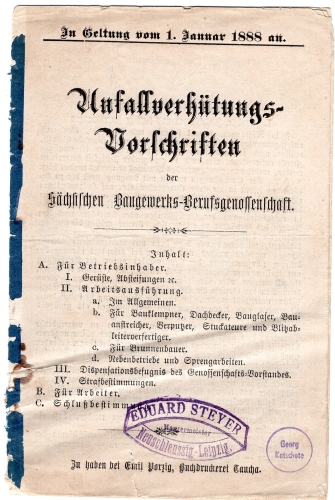 In Geltung vom 1. Januar 1888 an.
Unfallverhütungs-
Vorschriften
der
Sächsischen Baugewerks-Berufsgenossenschaft.
Inhalt:
A. Für Betriebsinhaber.
I. Gerüste, Absteifungen ꝛc.
II. Arbeitsausführung.
a. Im Allgemeinen.
b. Für Bauklempner, Dachdecker, Bauglaser, Bau-
anstreicher, Verputzer, Stuckateure und Blitzab-
leiterverfertiger.
c. Für Brunnenbauer.
d. Nebenbetriebe und Sprengarbeiten.
III. Dispensationsbefugnis des Genossenschafts-Vorstandes.
IV. Strafbestimmungen.
B. Für Arbeiter.
C. Schlußbestimm
EDUARD STEYER
Maurermeister
Neuschleussig-Leipzig.
Georg
Zu haben bei Emil Porzig, Buchdruckerei Taucha.